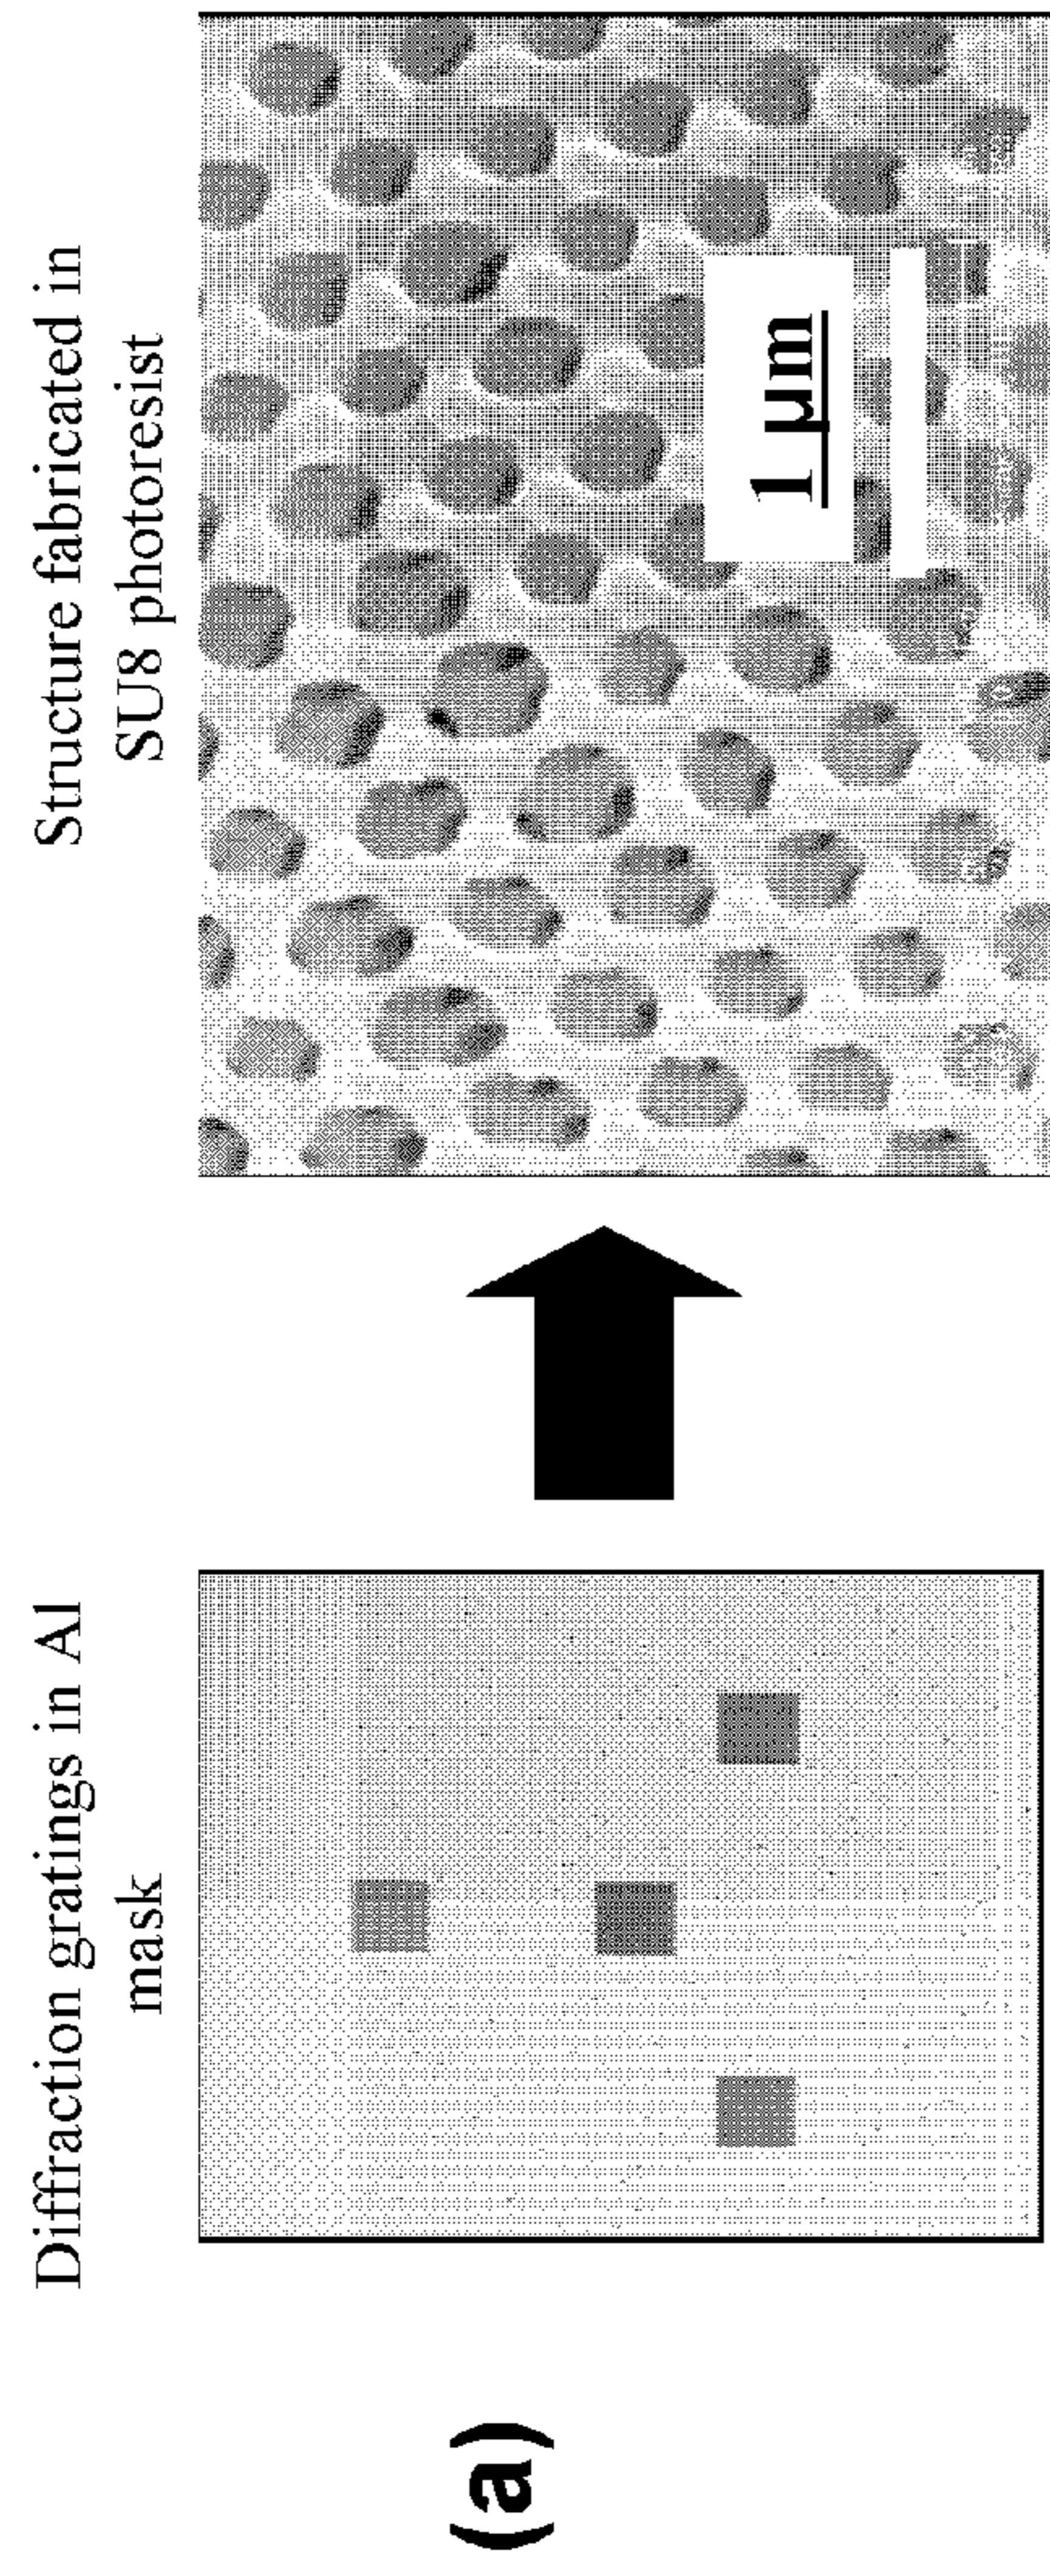 (a)
Diffraction gratings in Al
mask
Structure fabricated in
SU8 photoresist
1 µm